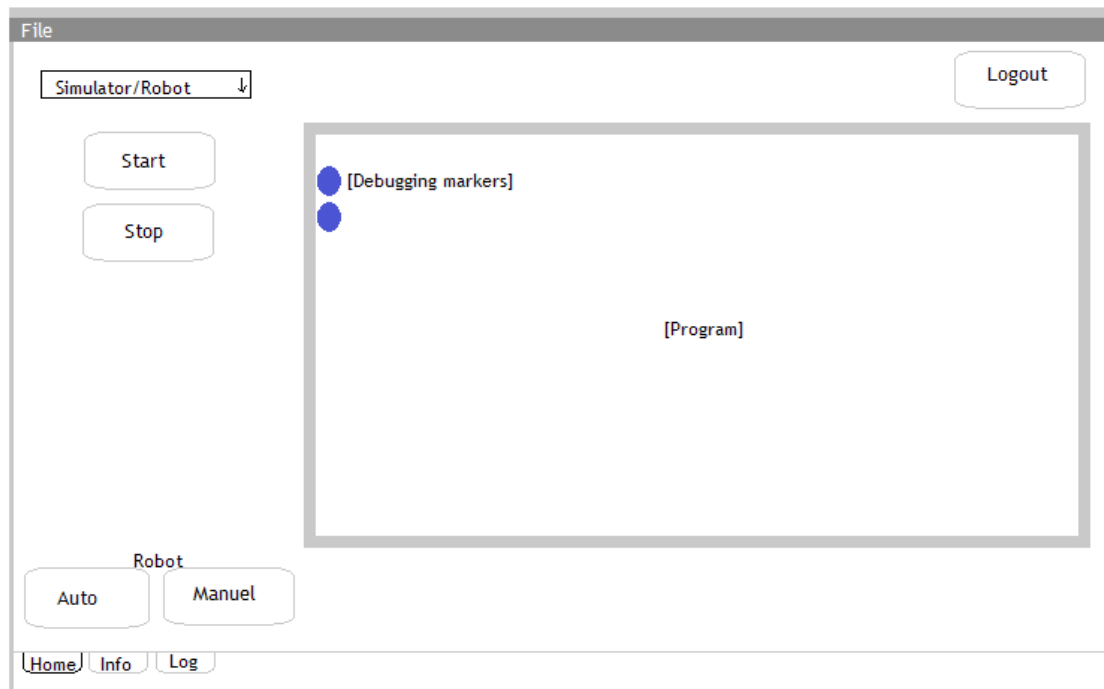 File
Simulator/Robot
Logout
Start
Stop
[Debugging markers]
[Program]
Robot
Auto
Manuel
Home
Info
Log